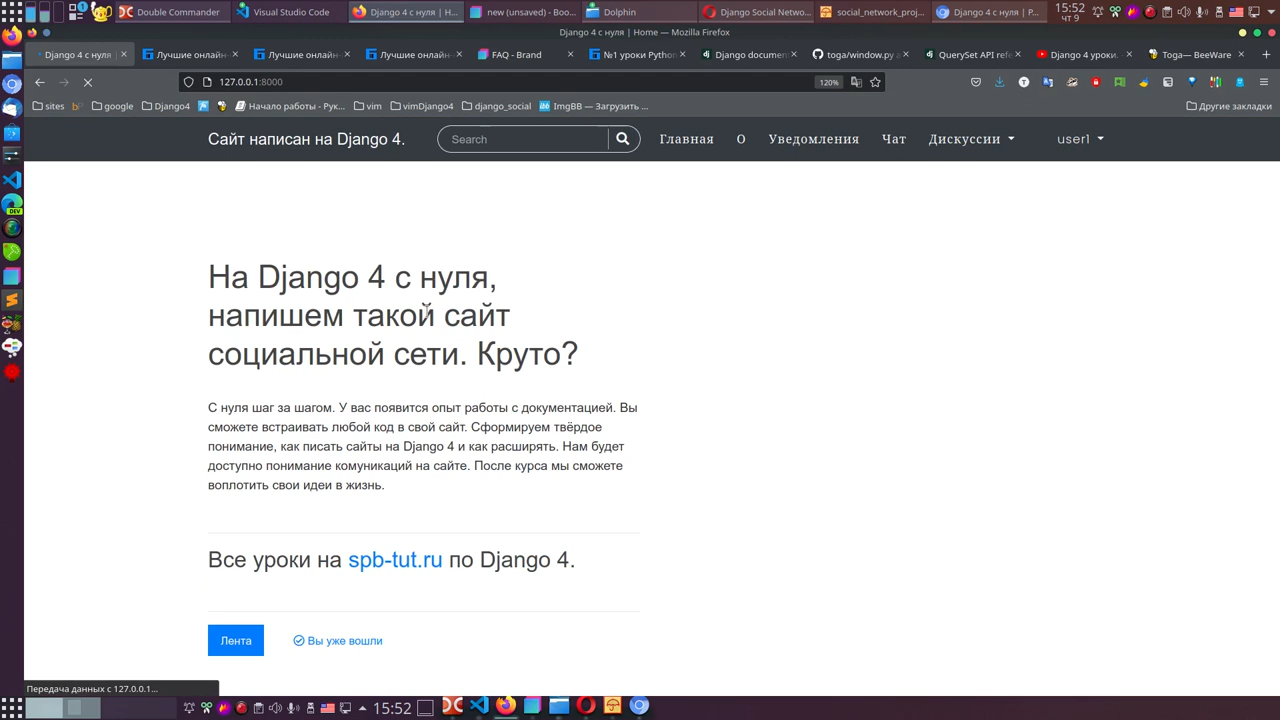 Double Commander
Visual Studio Code
Django 4 с нуля | H...
new (unsaved) - Boo...
Dolphin
Django Social Netwo...
social_network_proj...
Django 4 с нуля | P...
15:52
ЧТ 9
Django 4 с нуля | Home — Mozilla Firefox
Django 4 с нуля |
Лучшие онлайн-
Лучшие онлайн-
Лучшие онлайн-
FAQ - Brand
№1 уроки Python
Django document
toga/window.py а
QuerySet API refe
Django 4 уроки.
Toga— BeeWare
127.0.0.1:8000
120%
sites
google
Django4
Начало работы - Рук...
vim
vimDjango4
django_social
ImgBB — Загрузить ...
Другие закладки
Сайт написан на Django 4.
Search
Главная
О
Уведомления
Чат
Дискуссии
user1
DEV
На Django 4 с нуля,
напишем такой сайт
социальной сети. Круто?
С нуля шаг за шагом. У вас появится опыт работы с документацией. Вы
сможете встраивать любой код в свой сайт. Сформируем твёрдое
понимание, как писать сайты на Django 4 и как расширять. Нам будет
доступно понимание комуникаций на сайте. После курса мы сможете
воплотить свои идеи в жизнь.
Все уроки на spb-tut.ru по Django 4.
Лента
Вы уже вошли
Передача данных с 127.0.0.1...
15:52